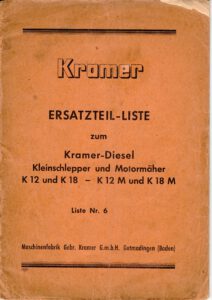 Kramer
ERSATZTEIL-LISTE
zum
Kramer-Diesel
Kleinschlepper und Motormäher
K 12 und K 18 – K 12 M und K 18 M
Liste Nr. 6
Maschinenfabrik Gebr. Kramer G.m.b.H. Gutmadingen (Baden)